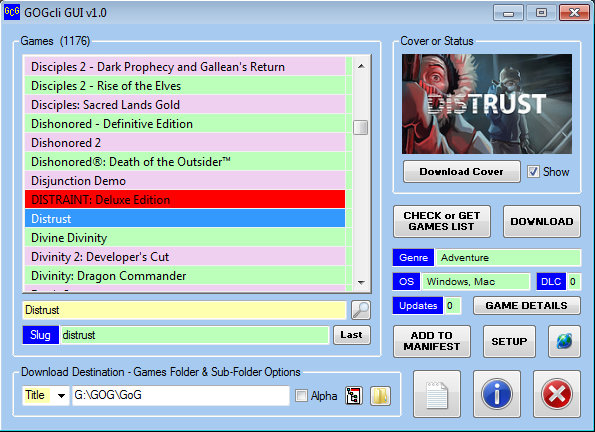 GcG GOGcli GUI v1.0
Games (1176)
Disciples 2 - Dark Prophecy and Gallean's Return
Disciples 2 - Rise of the Elves
Disciples: Sacred Lands Gold
Dishonored - Definitive Edition
Dishonored 2
Dishonored®: Death of the Outsider™
Disjunction Demo
DISTRAINT: Deluxe Edition
Distrust
Divine Divinity
Divinity 2: Developer's Cut
Divinity: Dragon Commander
Distrust
Slug distrust Last
Download Destination - Games Folder & Sub-Folder Options
Title G:\GOG\GoG Alpha
Cover or Status
DISTRUST
Download Cover Show
CHECK or GET
GAMES LIST
DOWNLOAD
Genre Adventure
OS Windows, Mac DLC 0
Updates 0 GAME DETAILS
ADD TO
MANIFEST
SETUP